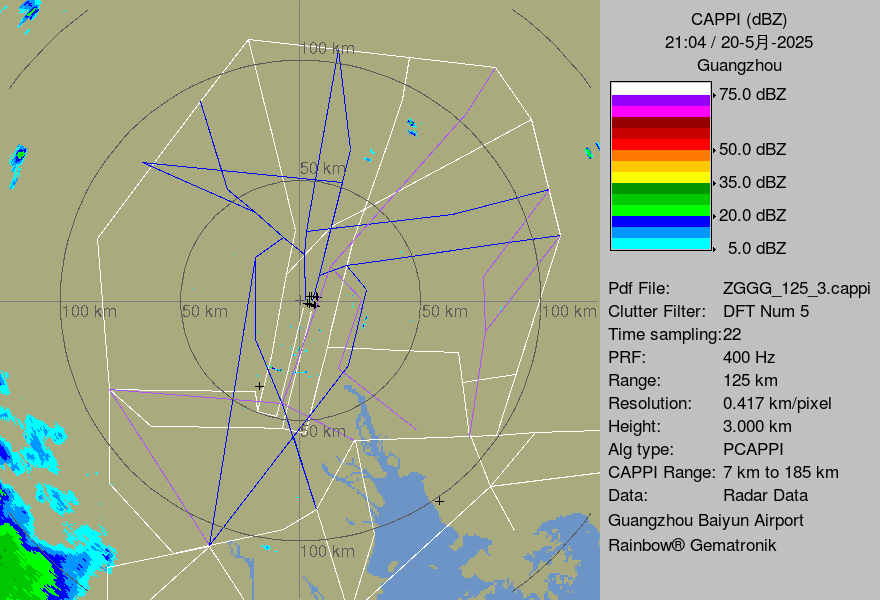 CAPPI (dBZ)
21:04 / 20-5月-2025
Guangzhou
75.0 dBZ
50.0 dBZ
35.0 dBZ
20.0 dBZ
5.0 dBZ
100 km
50 km
100 km
50 km
50 km
100 km
50 km
100 km
Pdf File: ZGGG_125_3.cappi
Clutter Filter: DFT Num 5
Time sampling:22
PRF: 400 Hz
Range: 125 km
Resolution: 0.417 km/pixel
Height: 3.000 km
Alg type: PCAPPI
CAPPI Range: 7 km to 185 km
Data: Radar Data
Guangzhou Baiyun Airport
Rainbow® Gematronik